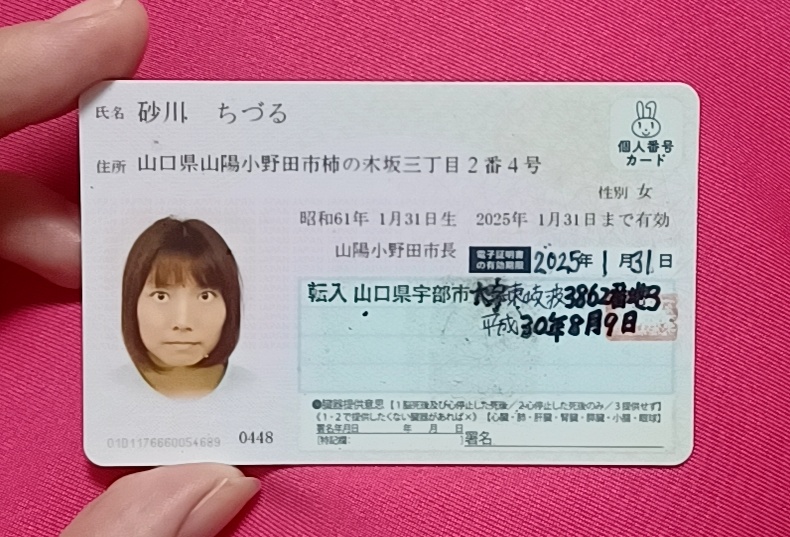 氏名 砂川 ちづる
個人番号
カード
住所 山口県山陽小野田市柿の木坂三丁目2番4号
性別 女
昭和61年 1月31日生 2025年 1月31日まで有効
山陽小野田市長
電子証明書
の有効期限
2025年 1月31日
転入 山口県宇部市大字東岐波3862番地3
平成30年8月9日
臓器提供意思【1脳死後及び心停止した死後/2心停止した死後のみ/3提供せず】
《1・2で提供したくない臓器があれば×》【心臓・肺・肝臓・腎臓・膵臓・小腸・眼球】
署名年月日 年 月 日
[特記欄: ]署名
01D1176660054689 0448